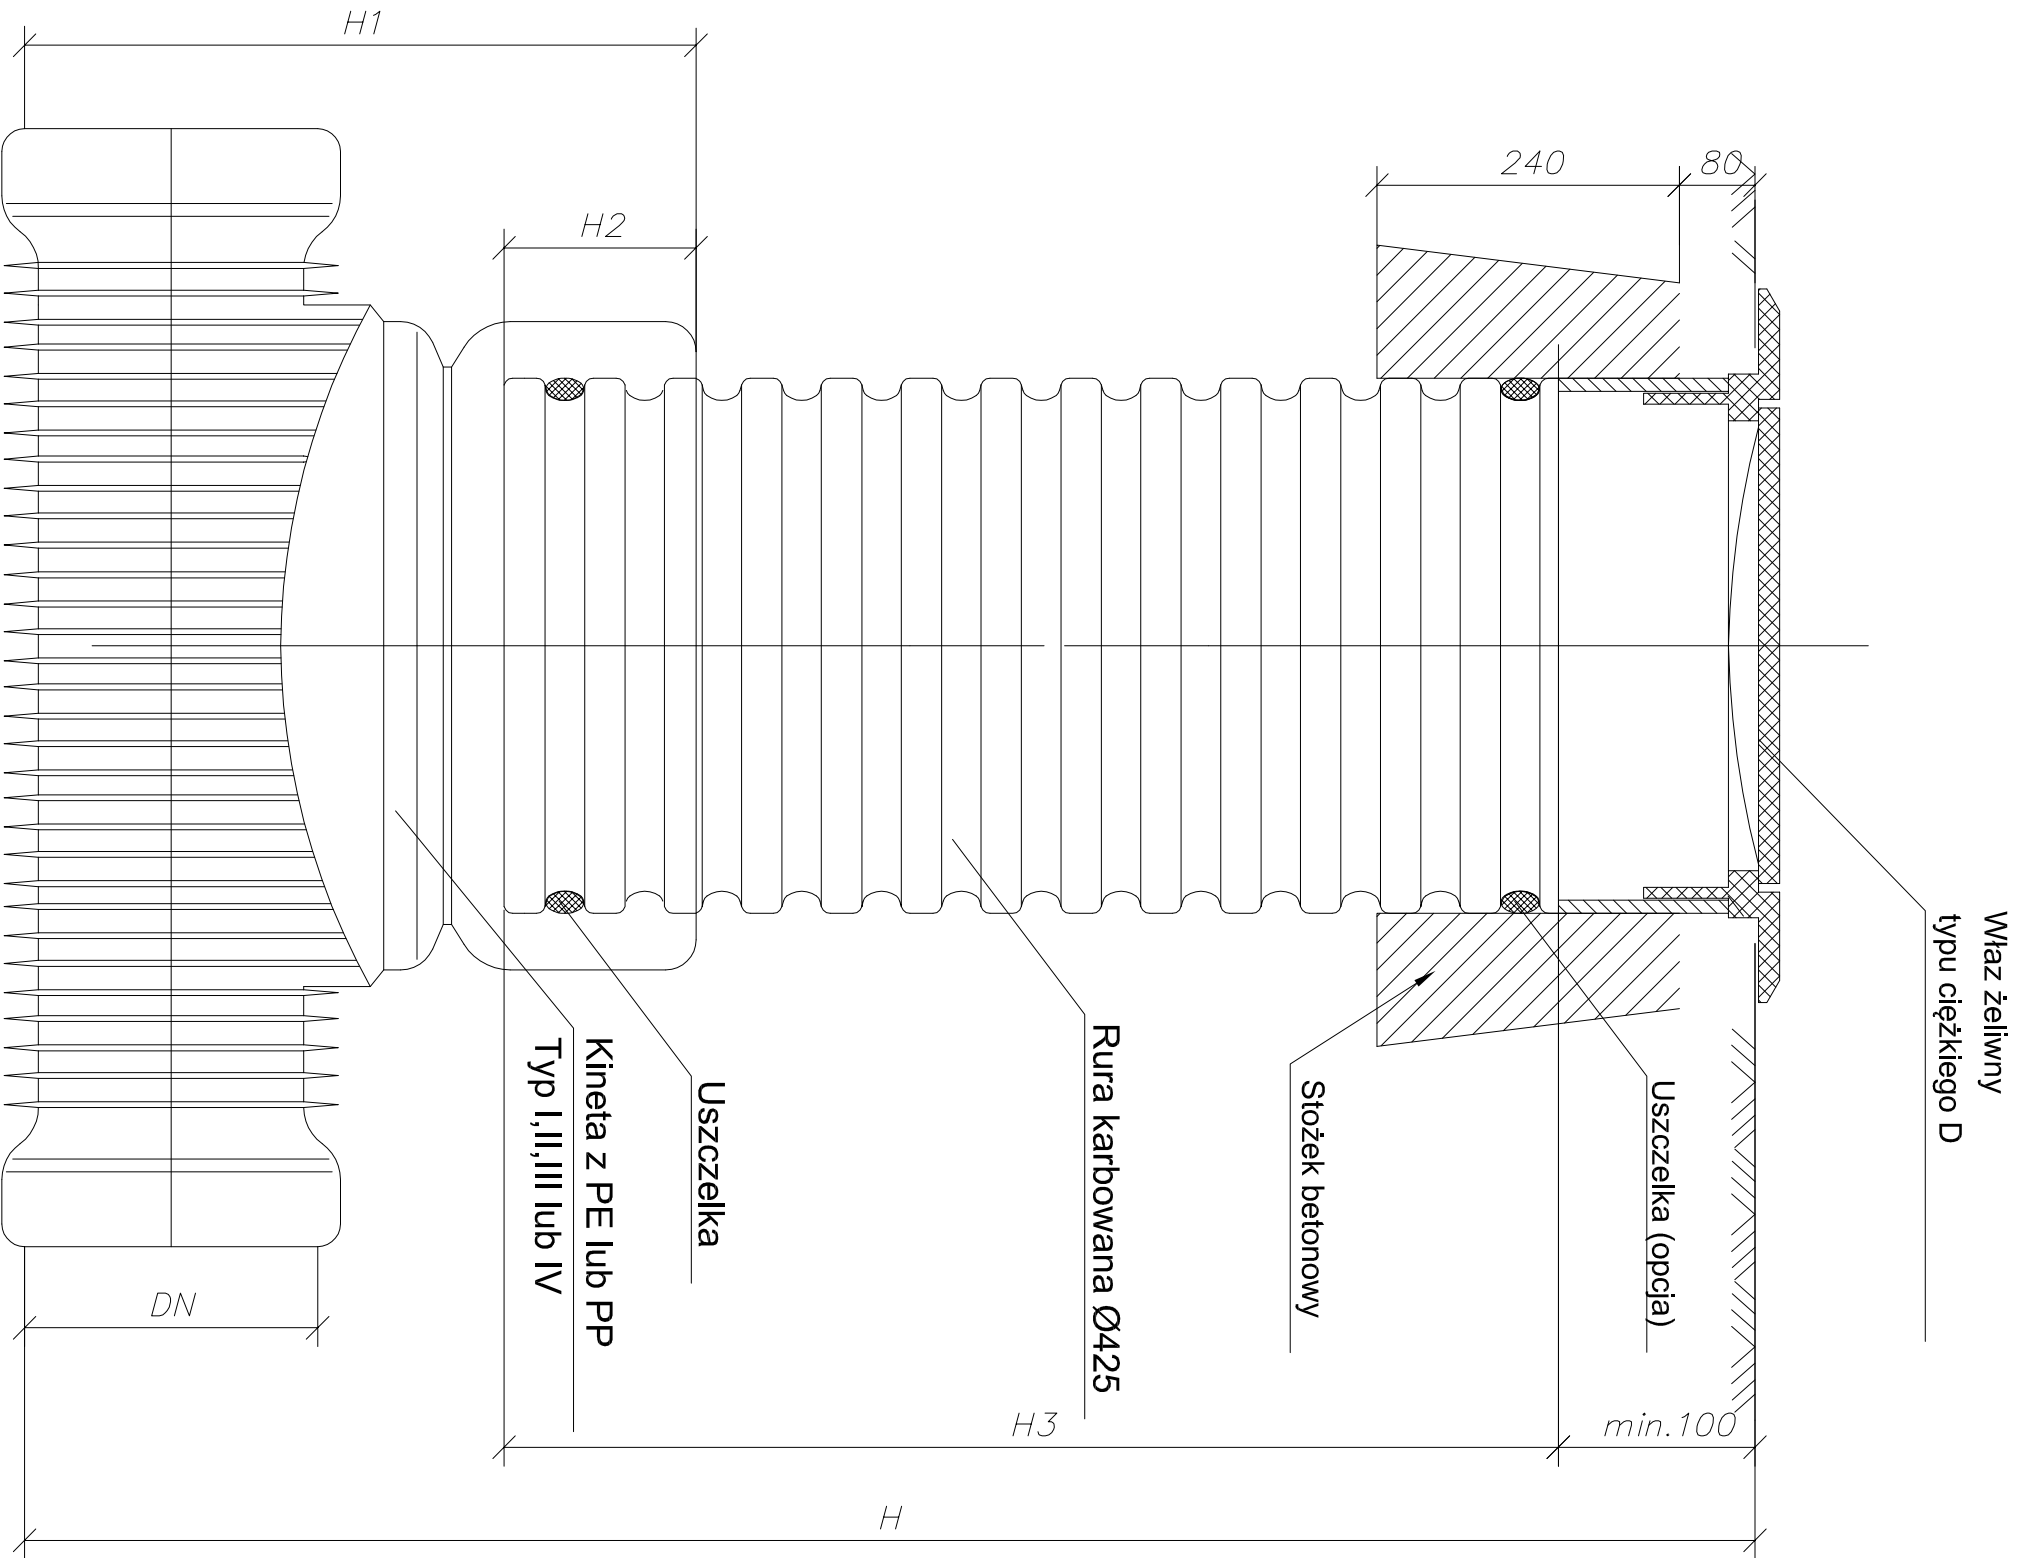 H1
240
80
H2
Właz żeliwny
typu ciężkiego D
Uszczelka (opcja)
Stożek betonowy
Rura karbowana Ø425
Uszczelka
Kineta z PE lub PP
Typ I,II,III lub IV
DN
H3
min.100
H